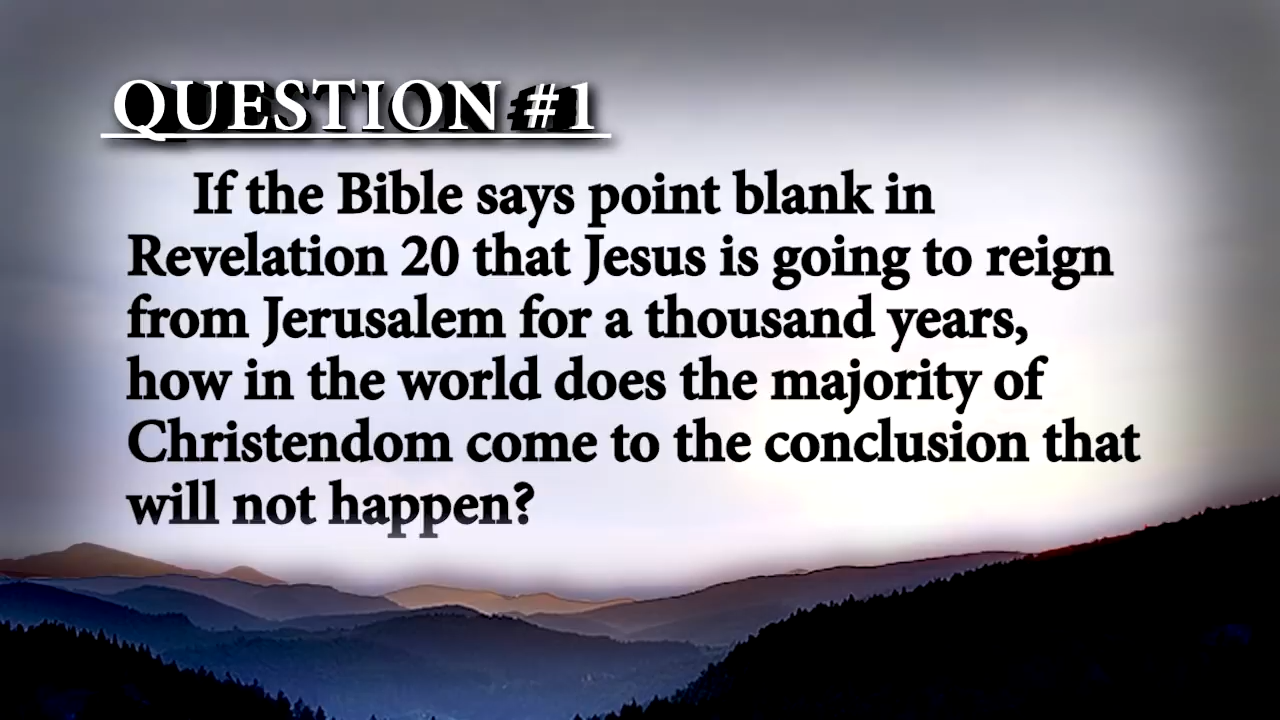 QUESTION #1
If the Bible says point blank in
Revelation 20 that Jesus is going to reign
from Jerusalem for a thousand years,
how in the world does the majority of
Christendom come to the conclusion that
will not happen?